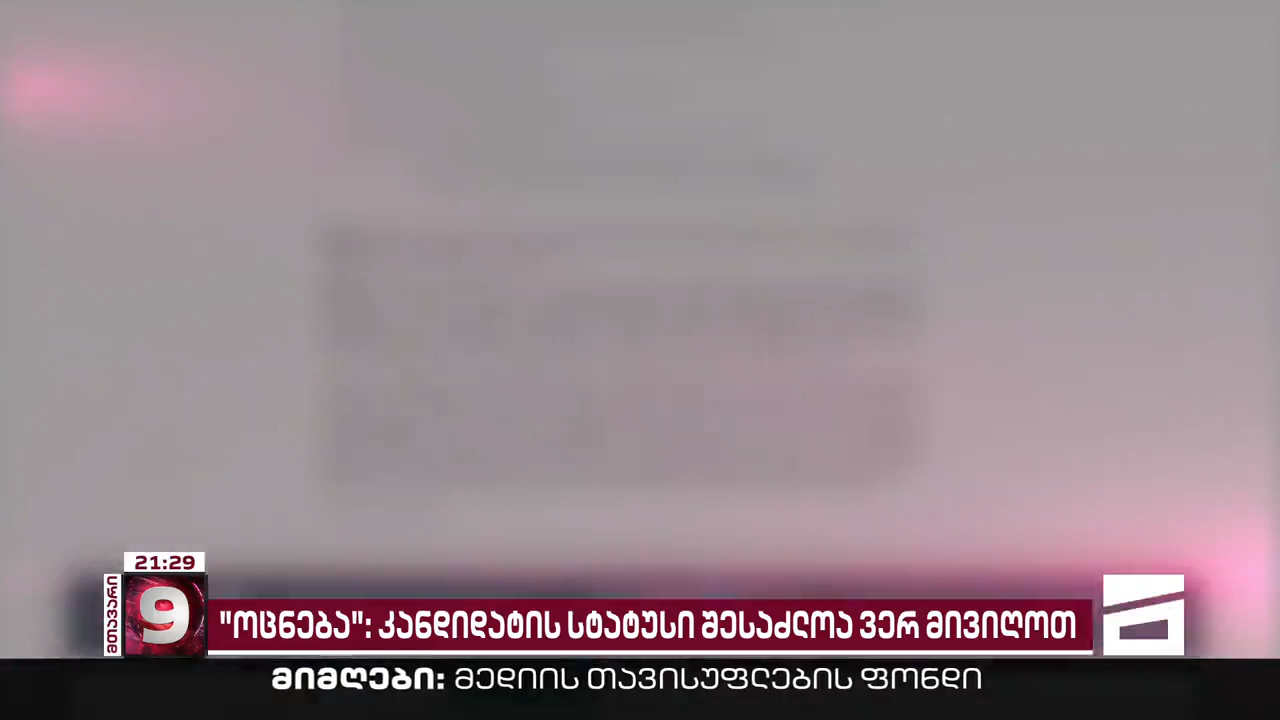 21:29
მთავარი
9
"ოცნება": კანდიდატის სტატუსი შესაძლოა ვერ მივიღოთ
მიმღები: მედიის თავისუფლების ფონდი